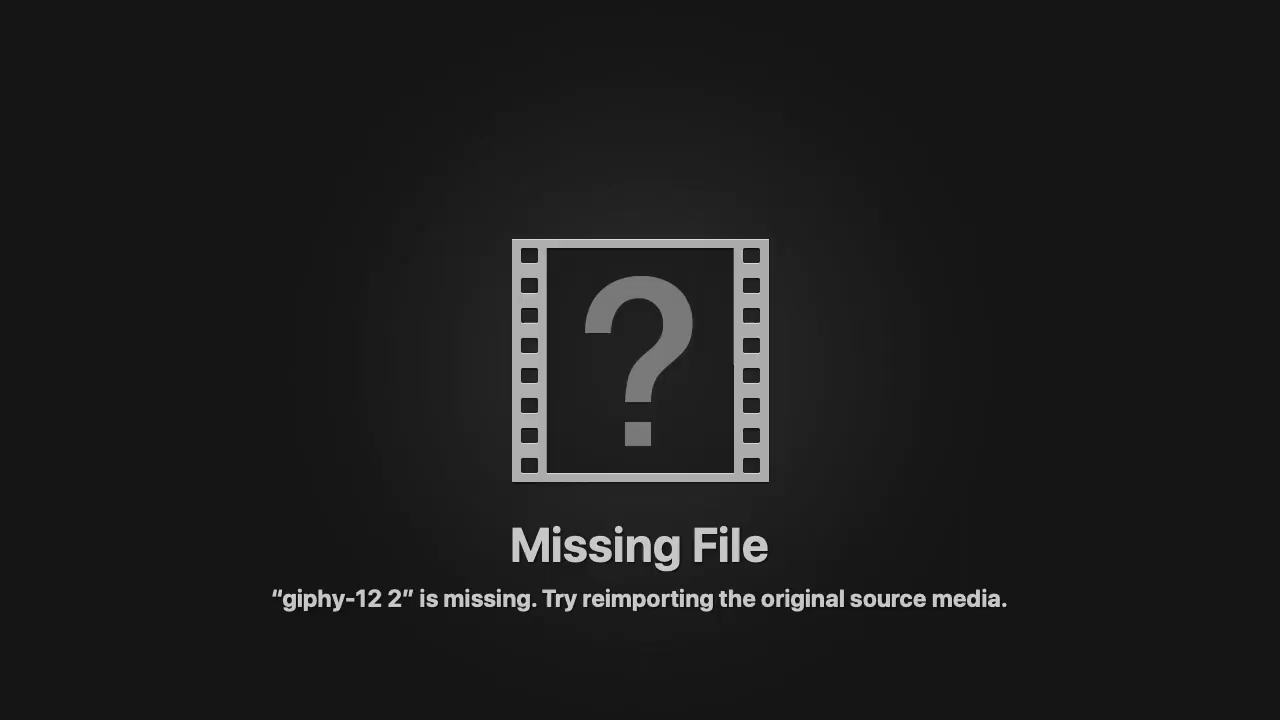 ?
Missing File
“giphy-12 2” is missing. Try reimporting the original source media.